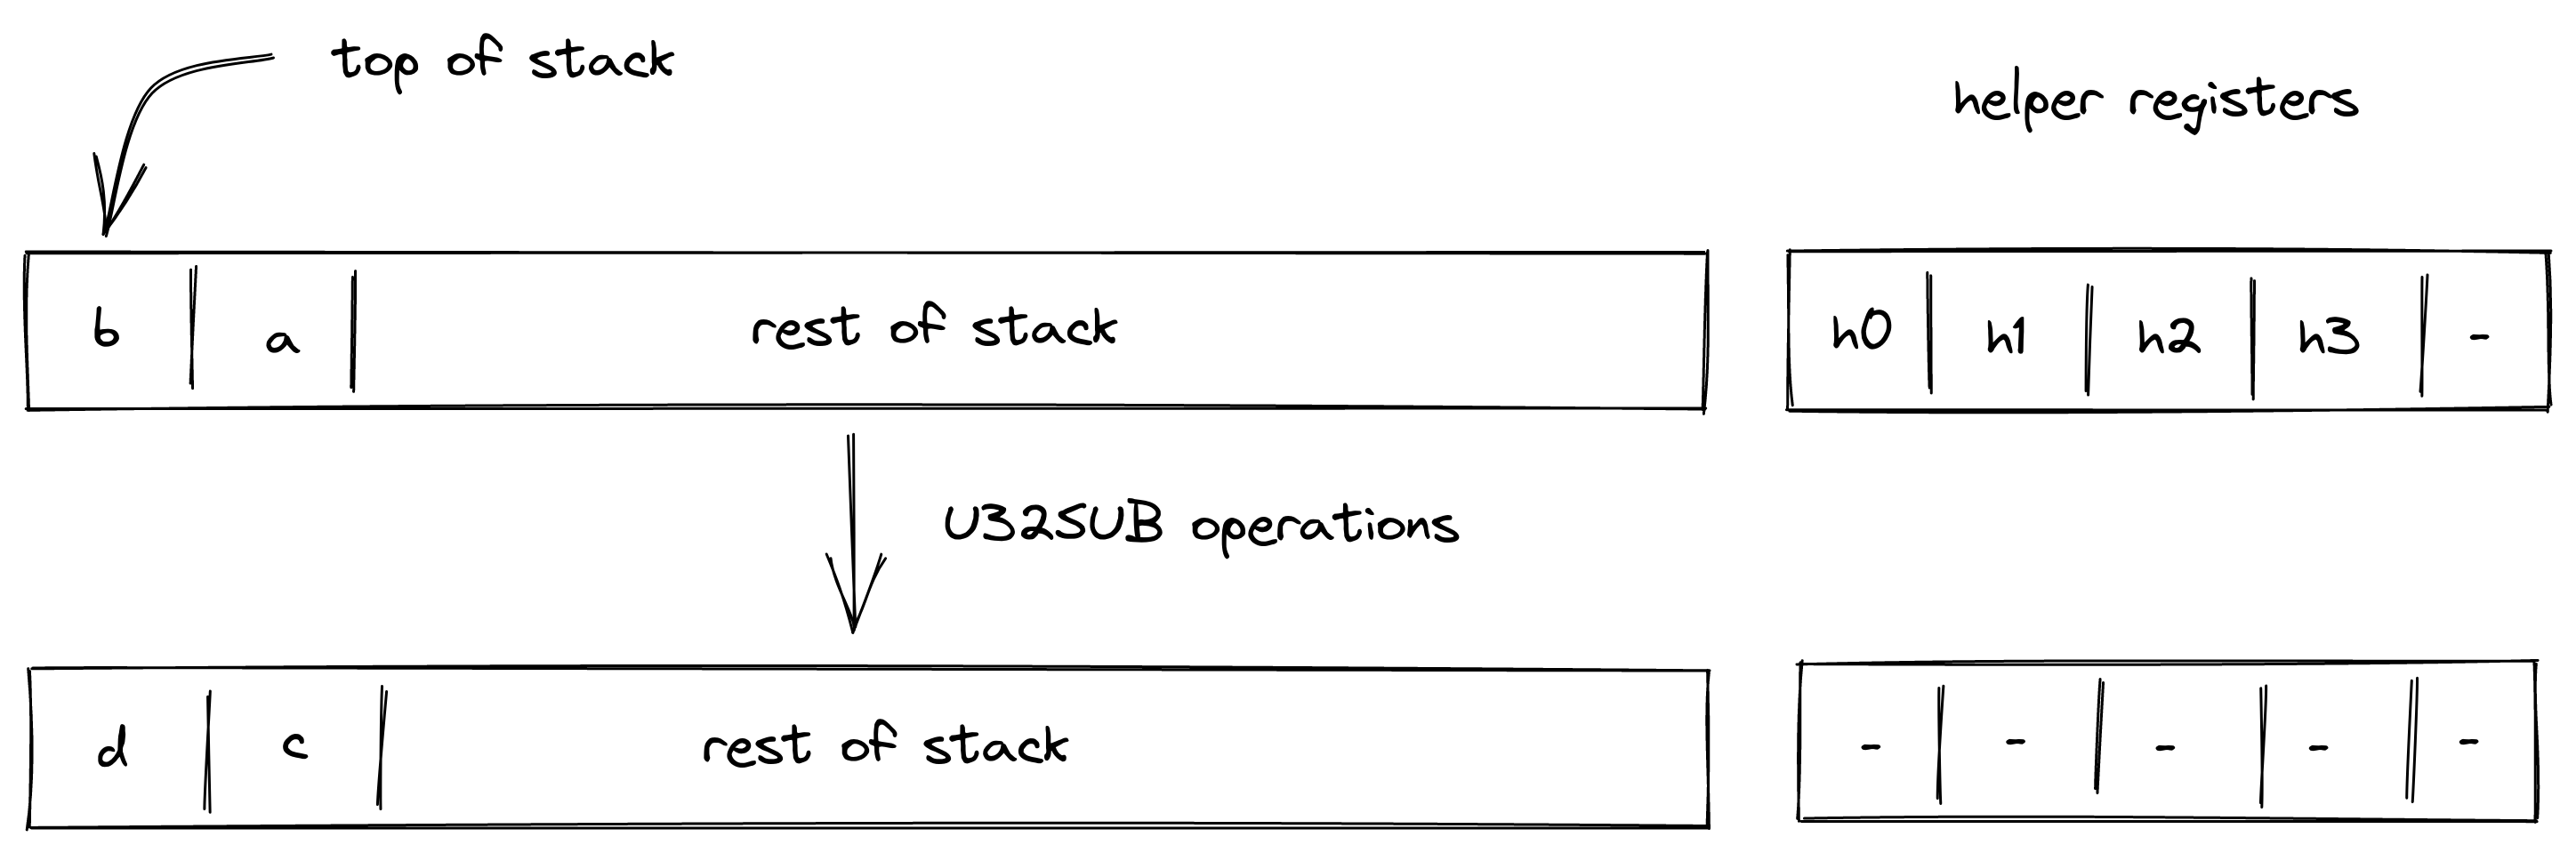 top of stack
helper registers
b a rest of stack h0 h1 h2 h3 -
U32SUB operations
d c rest of stack - - - - -